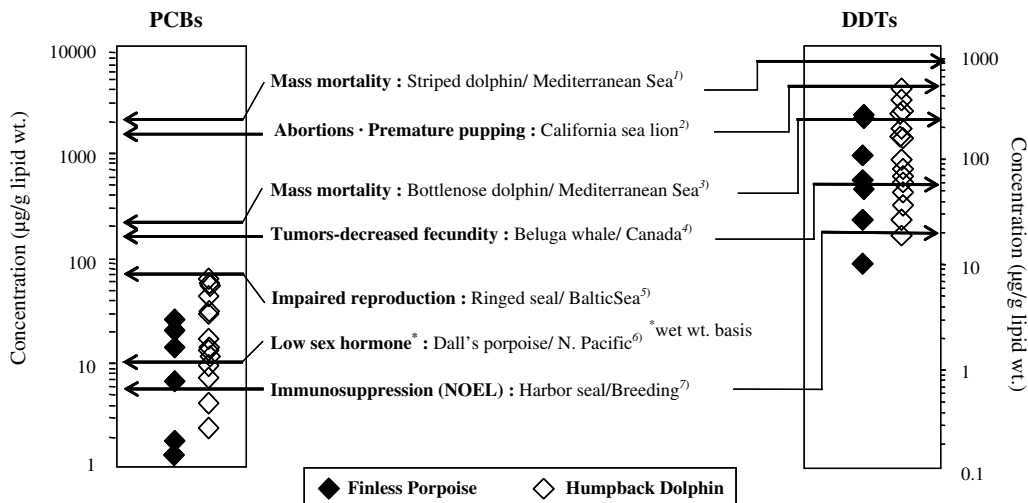 PCBs
DDTs
10000
1000
100
10
1
Concentration (µg/g lipid wt.)
Mass mortality : Striped dolphin/ Mediterranean Sea1)
Abortions · Premature pupping : California sea lion2)
Mass mortality : Bottlenose dolphin/ Mediterranean Sea3)
Tumors-decreased fecundity : Beluga whale/ Canada4)
Impaired reproduction : Ringed seal/ BalticSea5)
*wet wt. basis
Low sex hormone* : Dall's porpoise/ N. Pacific6)
Immunosuppression (NOEL) : Harbor seal/Breeding7)
1000
100
10
1
0.1
Concentration (µg/g lipid wt.)
Finless Porpoise
Humpback Dolphin